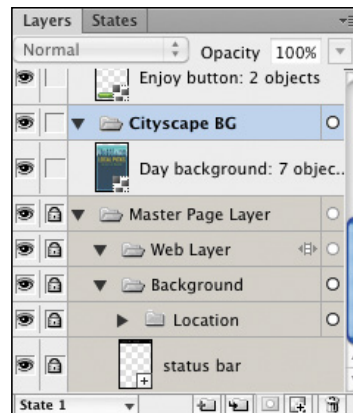 Layers States
Normal Opacity 100%
Enjoy button: 2 objects
Cityscape BG
Day background: 7 objec..
Master Page Layer
Web Layer
Background
Location
status bar
State 1